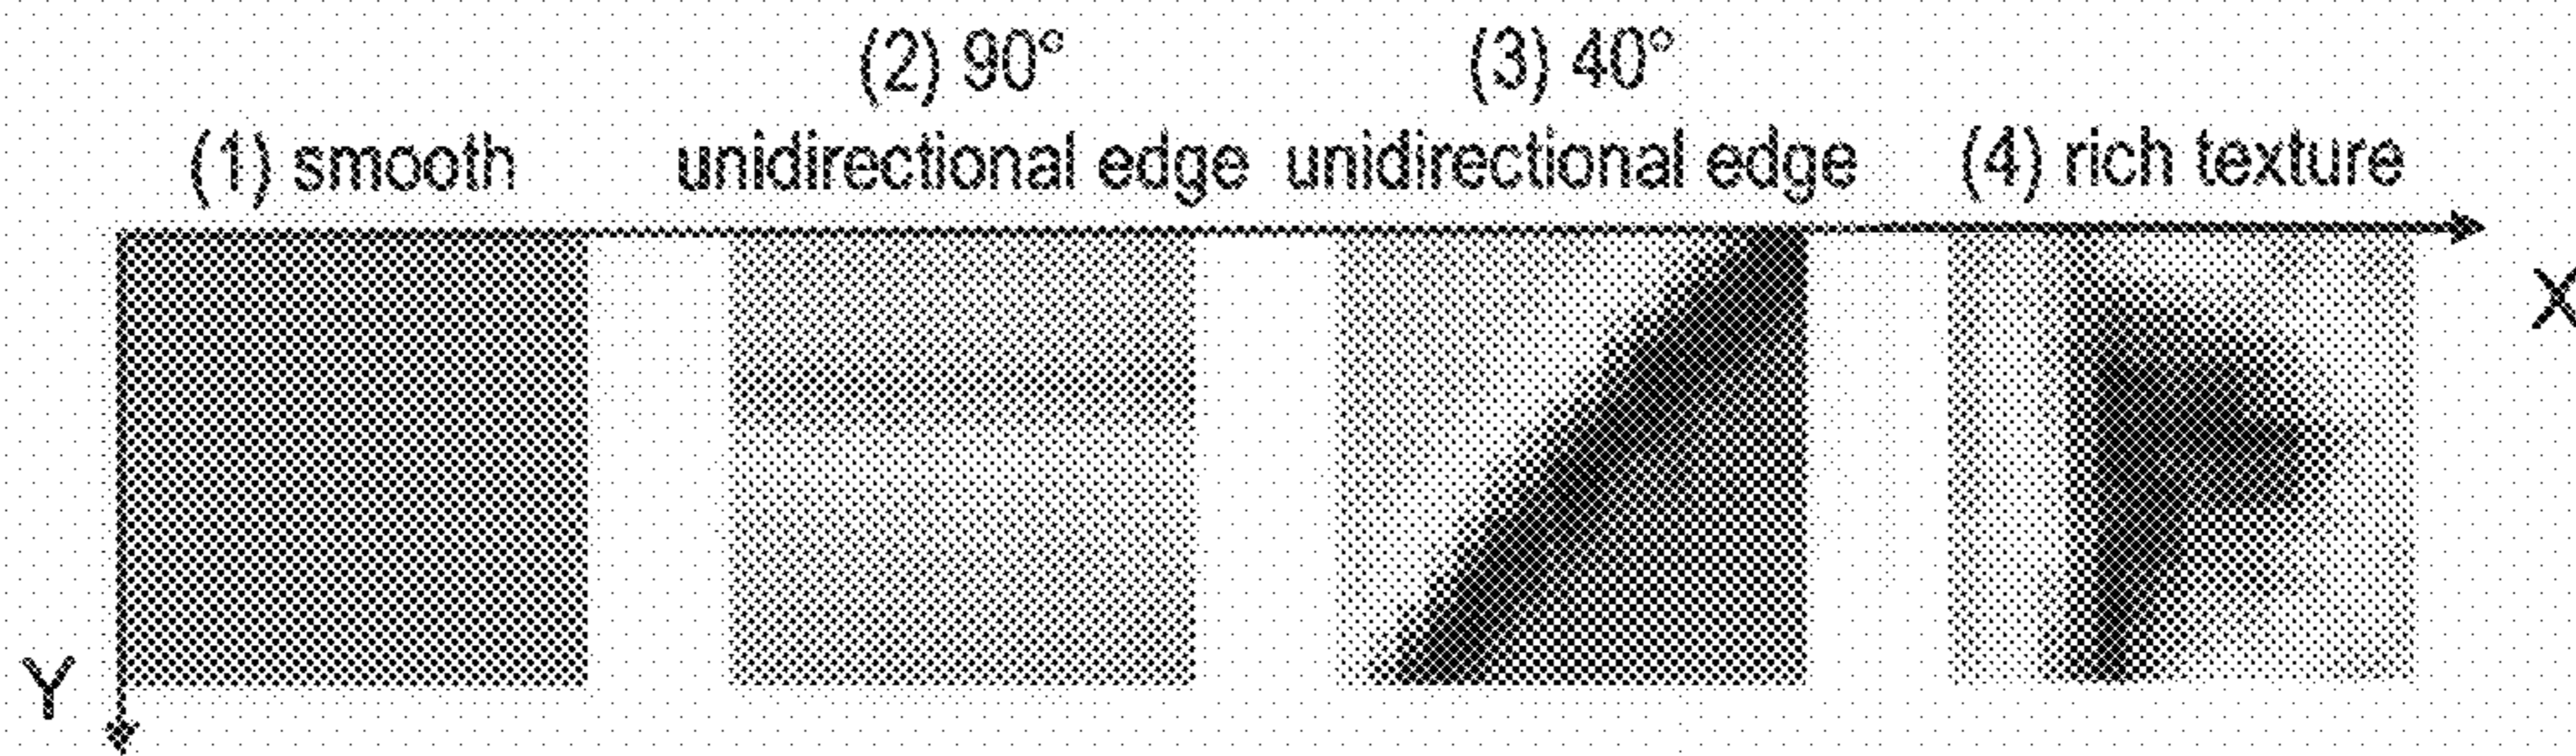 (1) smooth
(2) 90°
unidirectional edge
(3) 40°
unidirectional edge
(4) rich texture
X
Y